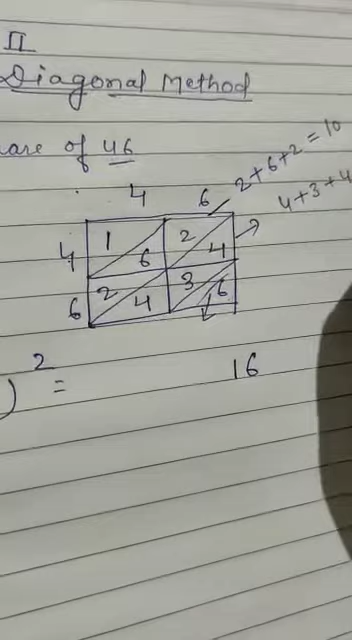 II
Diagonal Method
are of 46
2+6+2=10
4+3+4
4 6
4 1 6 2 4
6 2 4 3 6
)² = 16